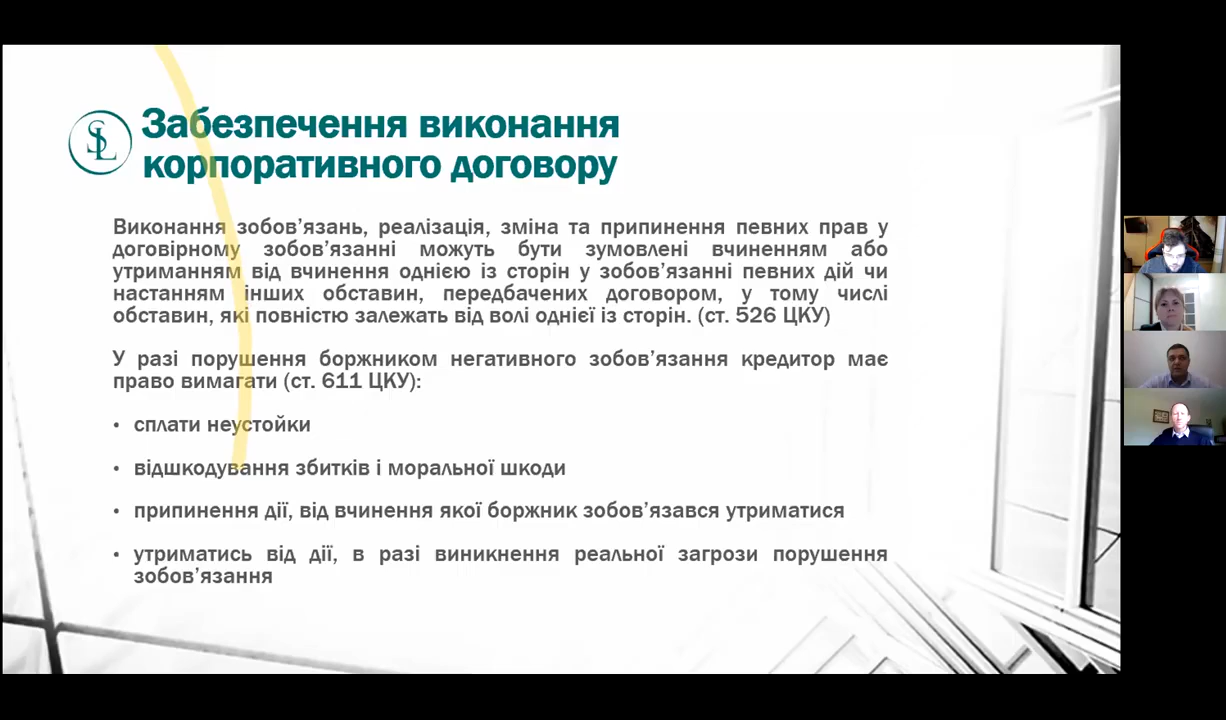 SL
Забезпечення виконання
корпоративного договору
Виконання зобов’язань, реалізація, зміна та припинення певних прав у
договірному зобов’язанні можуть бути зумовлені вчиненням або
утриманням від вчинення однією із сторін у зобов’язанні певних дій чи
настанням інших обставин, передбачених договором, у тому числі
обставин, які повністю залежать від волі однієї із сторін. (ст. 526 ЦКУ)
У разі порушення боржником негативного зобов’язання кредитор має
право вимагати (ст. 611 ЦКУ):
• сплати неустойки
• відшкодування збитків і моральної шкоди
• припинення дії, від вчинення якої боржник зобов’язався утриматися
• утриматись від дії, в разі виникнення реальної загрози порушення
зобов’язання